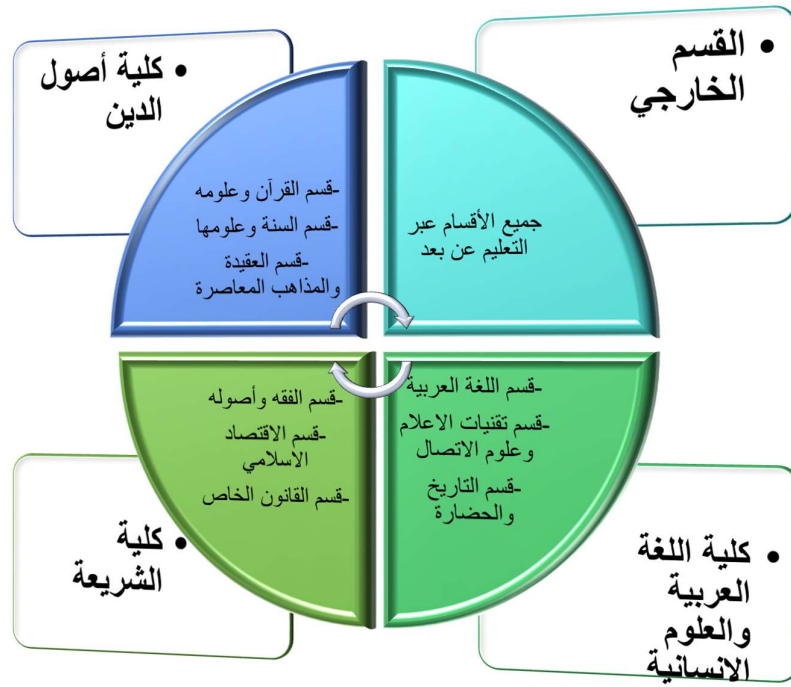 • القسم
الخارجي
جميع الأقسام عبر
التعليم عن بعد
• كلية أصول
الدين
-قسم القرآن وعلومه
-قسم السنة وعلومها
-قسم العقيدة
والمذاهب المعاصرة
• كلية اللغة
العربية
والعلوم
الانسانية
-قسم اللغة العربية
-قسم تقنيات الاعلام
وعلوم الاتصال
-قسم التاريخ
والحضارة
• كلية
الشريعة
-قسم الفقه وأصوله
-قسم الاقتصاد
الاسلامي
-قسم القانون الخاص